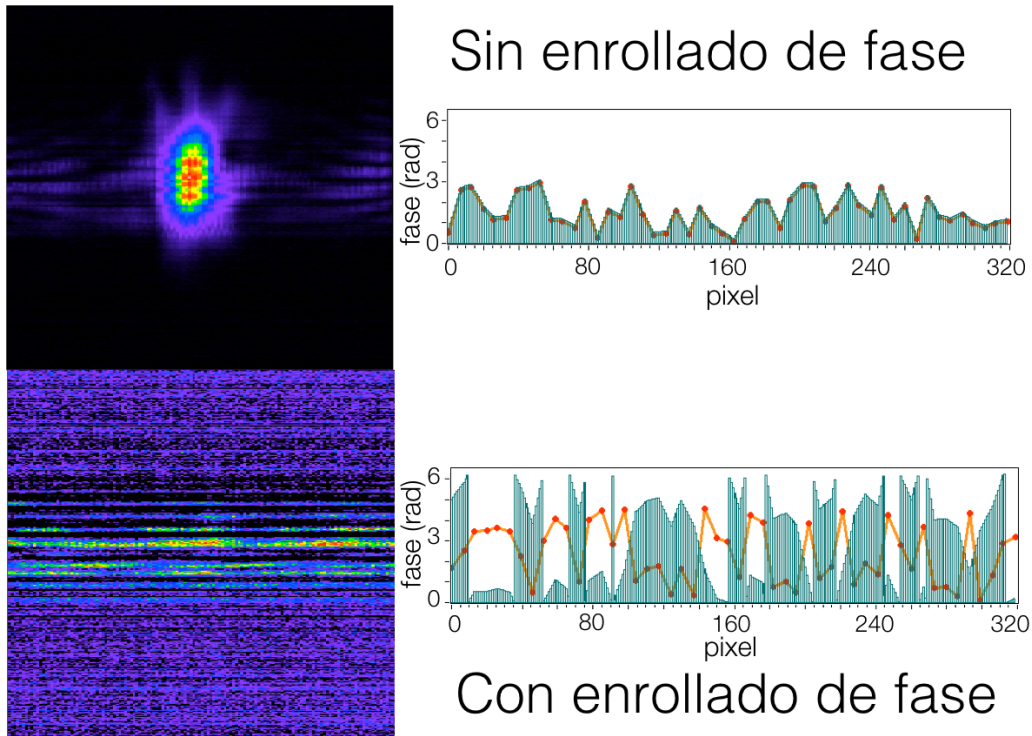 Sin enrollado de fase
fase (rad)
6
3
0
0 80 160 240 320
pixel
fase (rad)
6
3
0
0 80 160 240 320
pixel
Con enrollado de fase